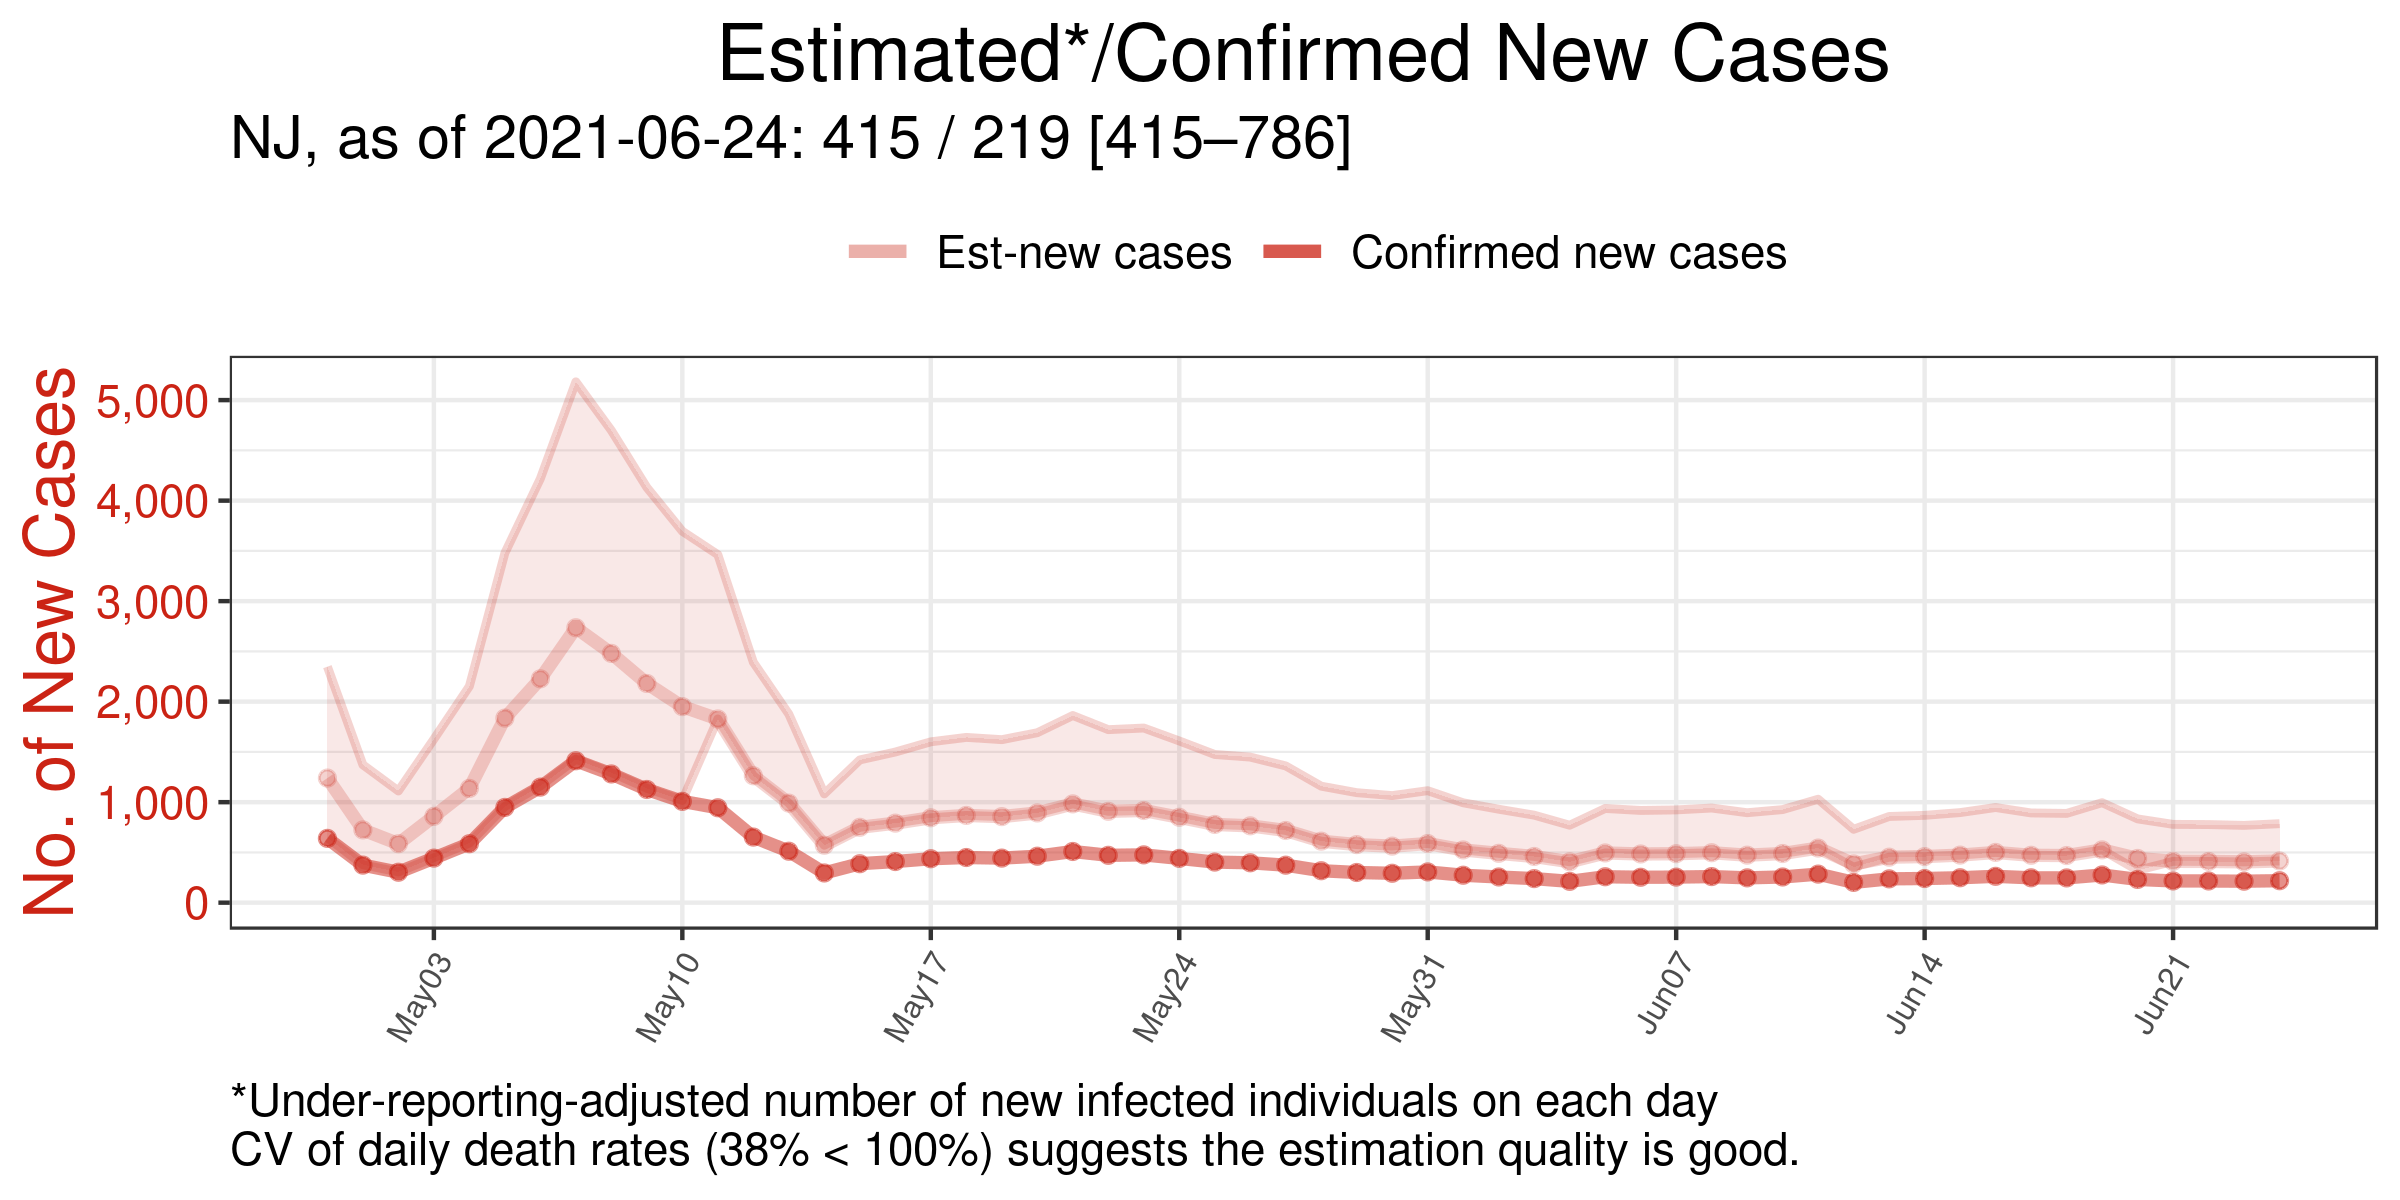 Estimated*/Confirmed New Cases
NJ, as of 2021-06-24: 415 / 219 [415–786]
Est-new cases
Confirmed new cases
No. of New Cases
5,000
4,000
3,000
2,000
1,000
0
May03
May10
May17
May24
May31
Jun07
Jun14
Jun21
*Under-reporting-adjusted number of new infected individuals on each day
CV of daily death rates (38% < 100%) suggests the estimation quality is good.